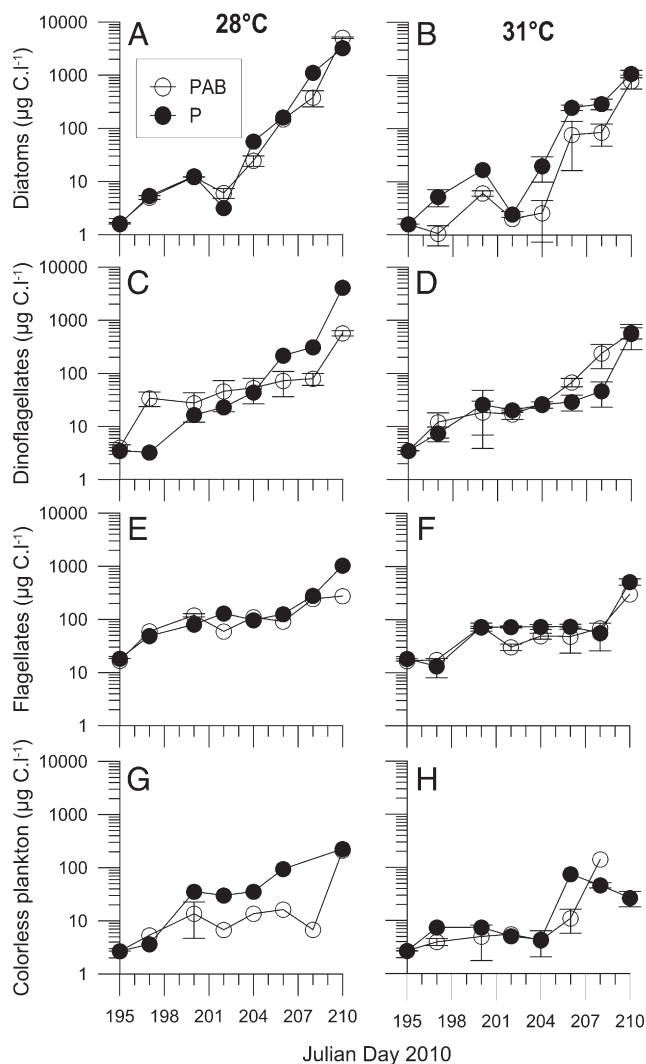 28°C
31°C
A
B
PAB
P
Diatoms (µg C.l-1)
10000
1000
100
10
1
C
D
Dinoflagellates (µg C.l-1)
10000
1000
100
10
1
E
F
Flagellates (µg C.l-1)
10000
1000
100
10
1
G
H
Colorless plankton (µg C.l-1)
10000
1000
100
10
1
195 198 201 204 207 210
195 198 201 204 207 210
Julian Day 2010